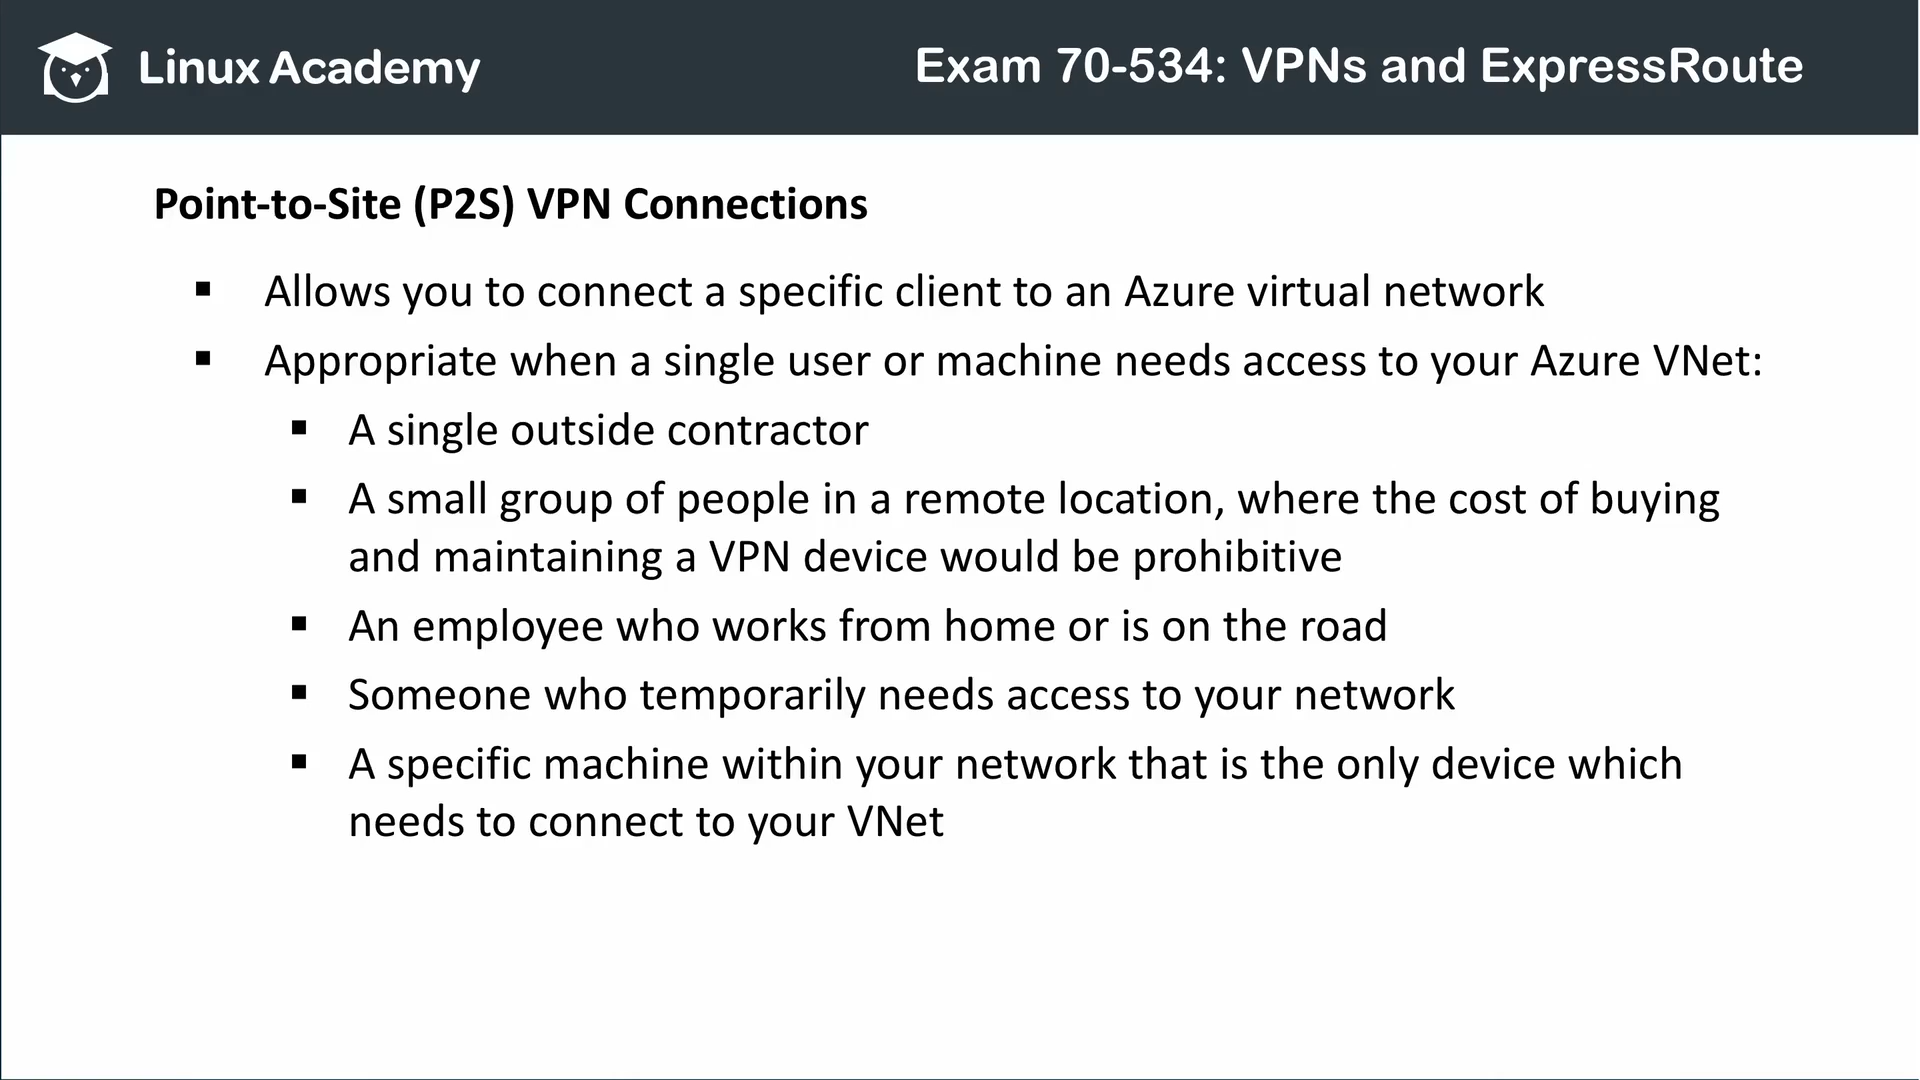 Linux Academy
Exam 70-534: VPNs and ExpressRoute
Point-to-Site (P2S) VPN Connections
▪ Allows you to connect a specific client to an Azure virtual network
▪ Appropriate when a single user or machine needs access to your Azure VNet:
▪ A single outside contractor
▪ A small group of people in a remote location, where the cost of buying
and maintaining a VPN device would be prohibitive
▪ An employee who works from home or is on the road
▪ Someone who temporarily needs access to your network
▪ A specific machine within your network that is the only device which
needs to connect to your VNet